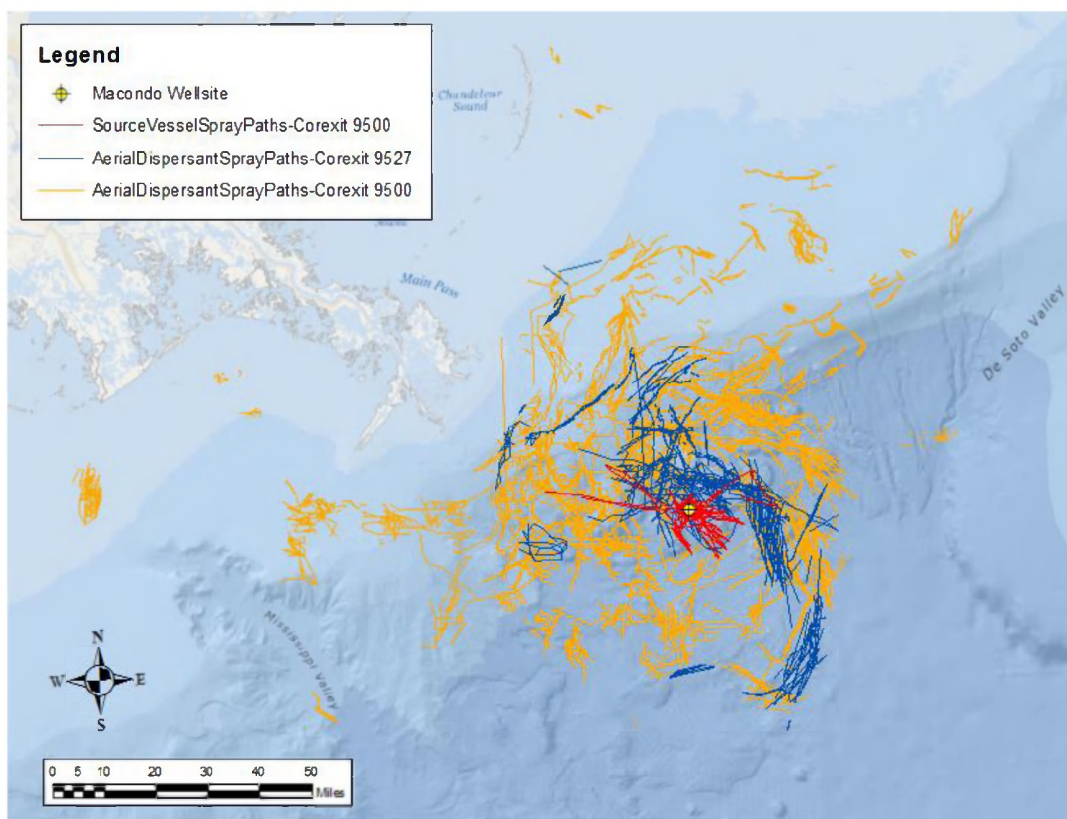 Legend
Macondo Wellsite
SourceVesselSprayPaths-Corexit 9500
AerialDispersantSprayPaths-Corexit 9527
AerialDispersantSprayPaths-Corexit 9500
Chandeleur
Sound
Main Pass
De Soto Valley
Mississippi Valley
N
W E
S
0 5 10 20 30 40 50
Miles